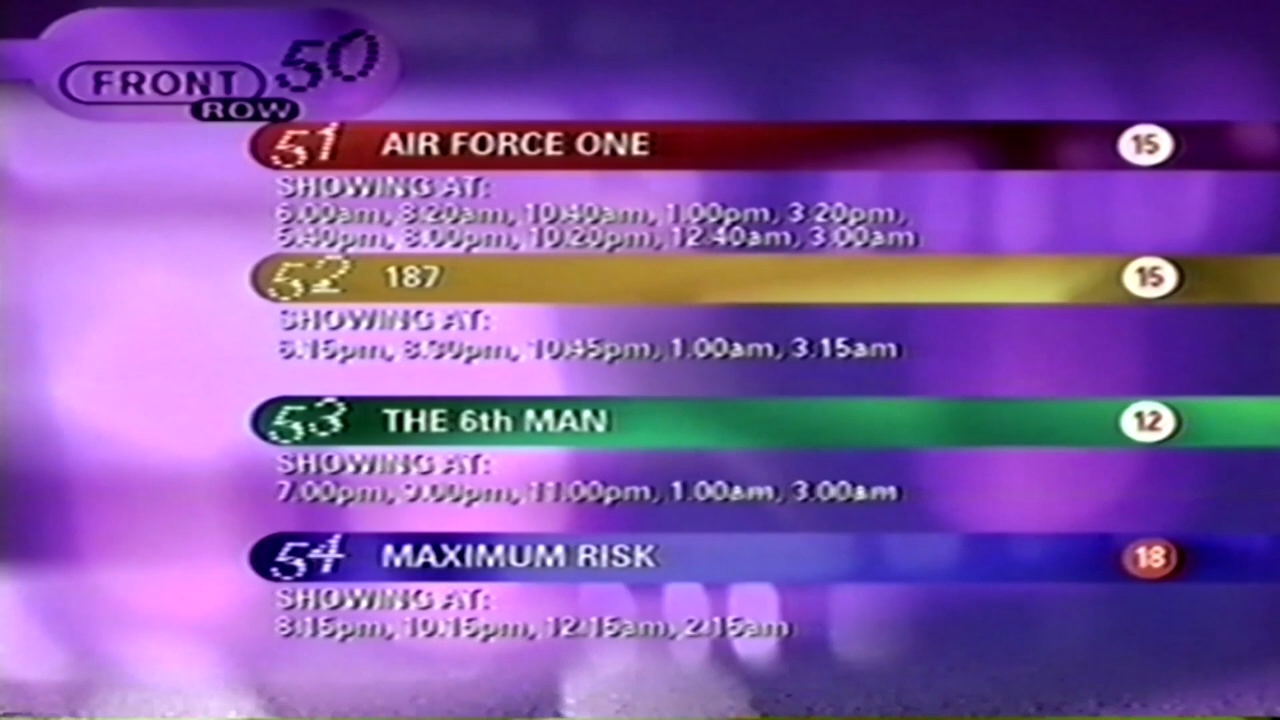 FRONT ROW 50
51 AIR FORCE ONE 15
SHOWING AT:
6.00am, 8:20am, 10:40am, 1.00pm, 3:20pm,
5:40pm, 8:00pm, 10:20pm, 12:40am, 3:00am
52 187 15
SHOWING AT:
6:15pm, 8:30pm, 10:45pm, 1.00am, 3:15am
53 THE 6th MAN 12
SHOWING AT:
7.00pm, 9.00pm, 11.00pm, 1.00am, 3.00am
54 MAXIMUM RISK 18
SHOWING AT:
8:15pm, 10:15pm, 12:15am, 2:15am